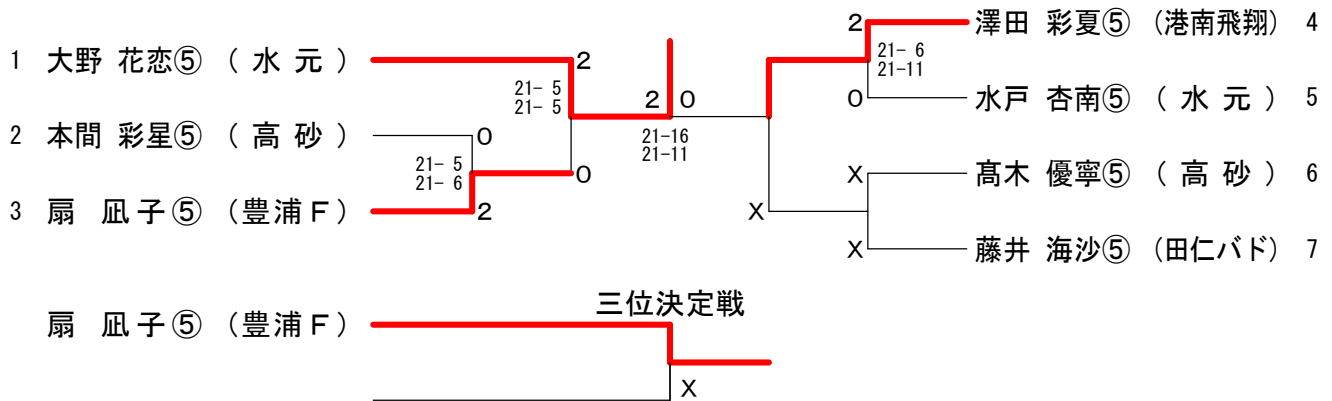 1 大野 花恋⑤ ( 水 元 )
2 本間 彩星⑤ ( 高 砂 )
3 扇 凪子⑤ (豊浦F)
2
21- 5
21- 5
0
21- 5
21- 6
0
2
2 0
21-16
21-11
澤田 彩夏⑤ (港南飛翔) 4
水戸 杏南⑤ ( 水 元 ) 5
髙木 優寧⑤ ( 高 砂 ) 6
藤井 海沙⑤ (田仁バド) 7
2
21- 6
21-11
0
X
X
X
三位決定戦
扇 凪子⑤ (豊浦F)
X